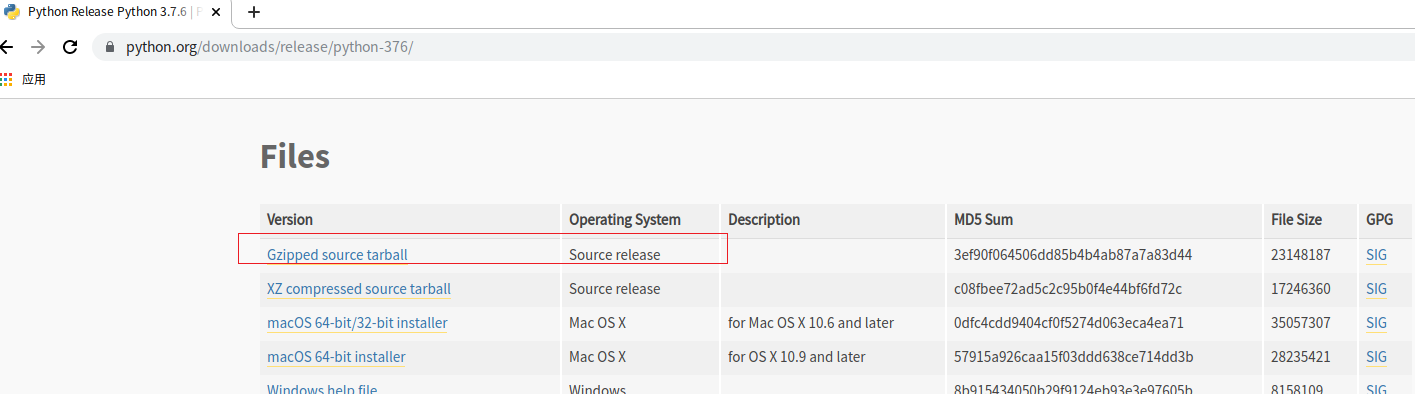 Python Release Python 3.7.6 |
python.org/downloads/release/python-376/
应用
Files
Version Operating System Description MD5 Sum File Size GPG
Gzipped source tarball Source release 3ef90f064506dd85b4b4ab87a7a83d44 23148187 SIG
XZ compressed source tarball Source release c08fbee72ad5c2c95b0f4e44bf6fd72c 17246360 SIG
macOS 64-bit/32-bit installer Mac OS X for Mac OS X 10.6 and later 0dfc4cdd9404cf0f5274d063eca4ea71 35057307 SIG
macOS 64-bit installer Mac OS X for OS X 10.9 and later 57915a926caa15f03ddd638ce714dd3b 28235421 SIG
Windows help file Windows 8b915434050b29f9124eb93e3e97605b 8158109 SIG